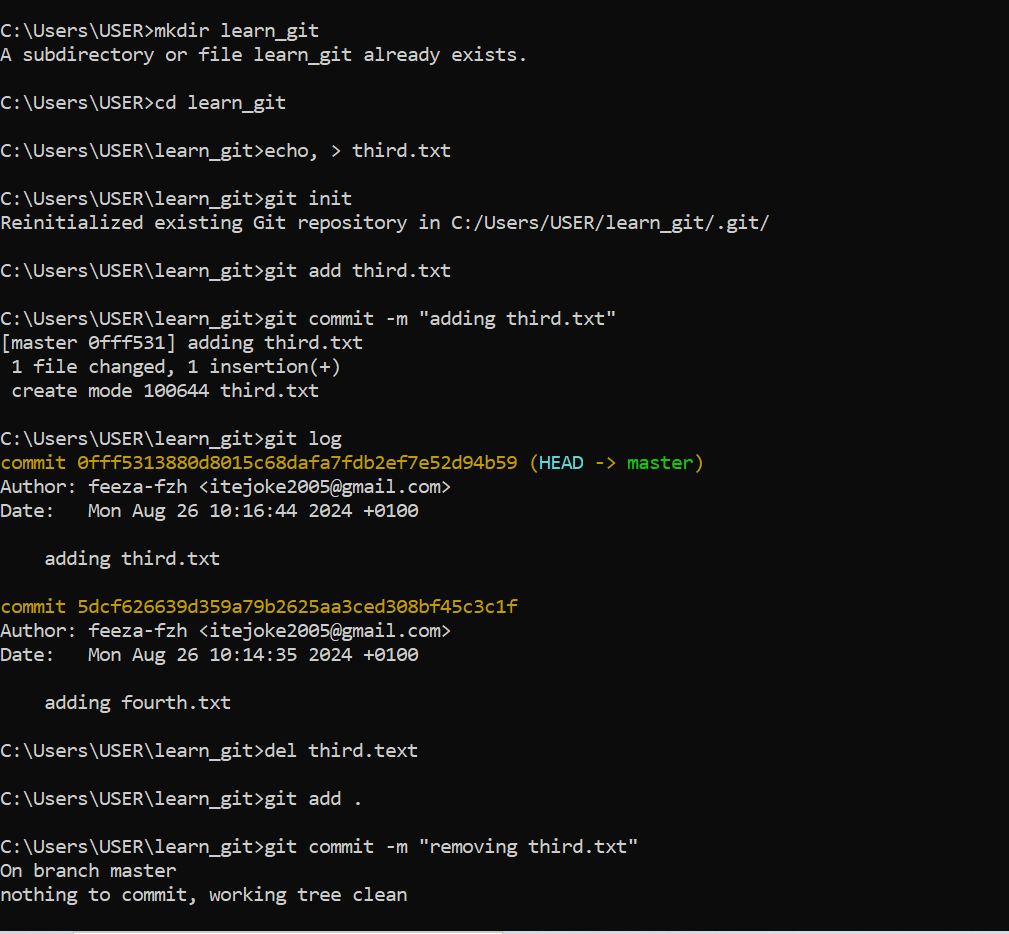 C:\Users\USER>mkdir learn_git
A subdirectory or file learn_git already exists.
C:\Users\USER>cd learn_git
C:\Users\USER\learn_git>echo, > third.txt
C:\Users\USER\learn_git>git init
Reinitialized existing Git repository in C:/Users/USER/learn_git/.git/
C:\Users\USER\learn_git>git add third.txt
C:\Users\USER\learn_git>git commit -m "adding third.txt"
[master 0fff531] adding third.txt
 1 file changed, 1 insertion(+)
 create mode 100644 third.txt
C:\Users\USER\learn_git>git log
commit 0fff5313880d8015c68dafa7fdb2ef7e52d94b59 (HEAD -> master)
Author: feeza-fzh <itejoke2005@gmail.com>
Date:   Mon Aug 26 10:16:44 2024 +0100
    adding third.txt
commit 5dcf626639d359a79b2625aa3ced308bf45c3c1f
Author: feeza-fzh <itejoke2005@gmail.com>
Date:   Mon Aug 26 10:14:35 2024 +0100
    adding fourth.txt
C:\Users\USER\learn_git>del third.text
C:\Users\USER\learn_git>git add .
C:\Users\USER\learn_git>git commit -m "removing third.txt"
On branch master
nothing to commit, working tree clean